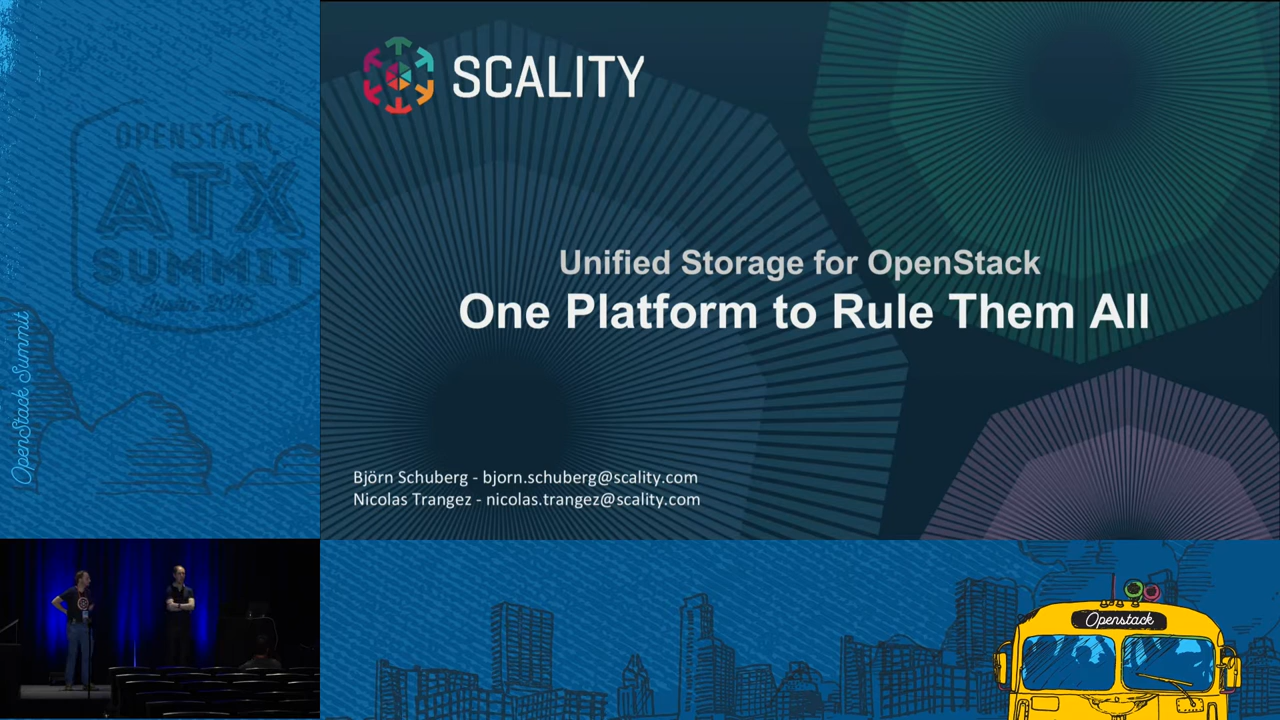 SCALITY
Unified Storage for OpenStack
One Platform to Rule Them All
Björn Schuberg - bjorn.schuberg@scality.com
Nicolas Trangez - nicolas.trangez@scality.com
OPENSTACK
ATX
SUMMIT
OpenStack Summit
Openstack